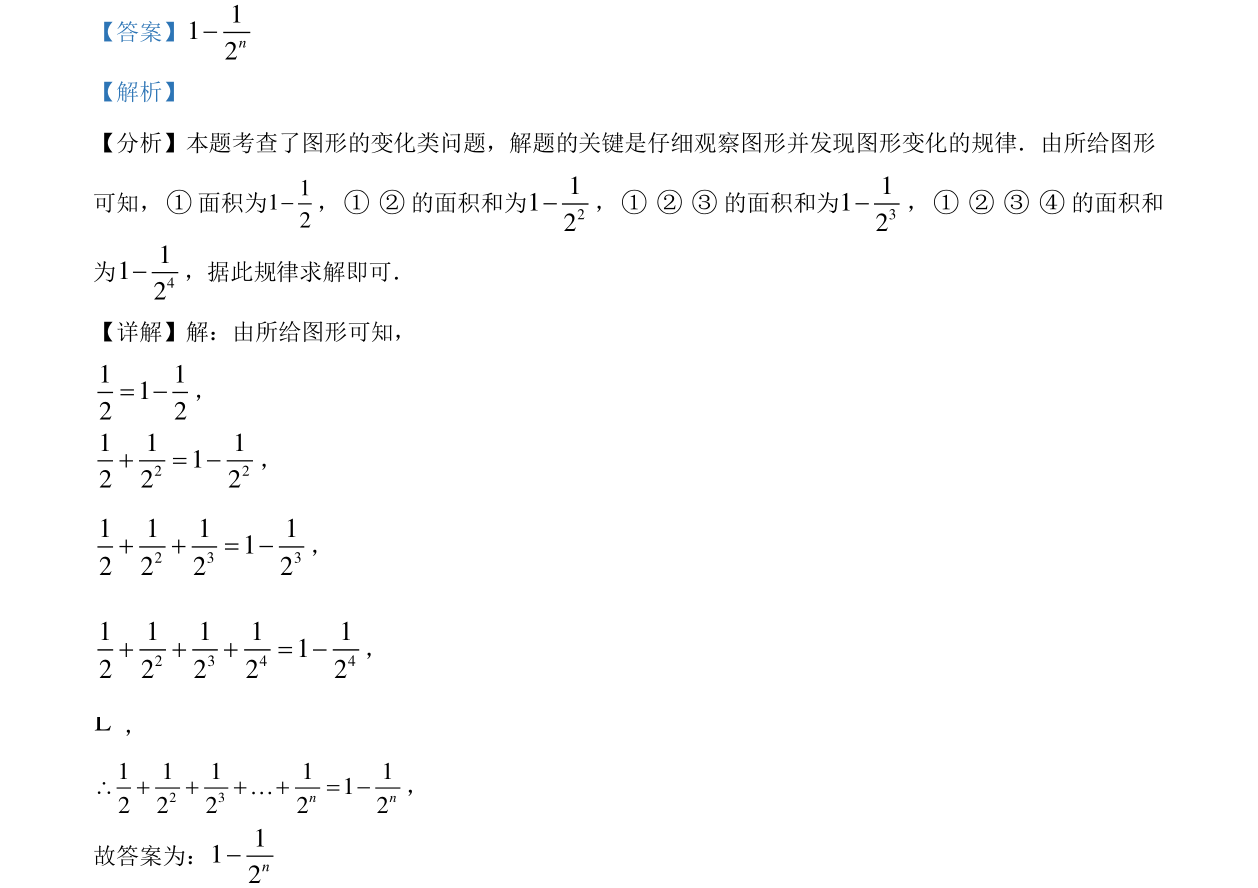 【答案】1−1/2ⁿ
【解析】
【分析】本题考查了图形的变化类问题，解题的关键是仔细观察图形并发现图形变化的规律．由所给图形
可知，① 面积为1−1/2，① ② 的面积和为1−1/2²，① ② ③ 的面积和为1−1/2³，① ② ③ ④ 的面积和
为1−1/2⁴，据此规律求解即可．
【详解】解：由所给图形可知，
1/2=1−1/2，
1/2+1/2²=1−1/2²，
1/2+1/2²+1/2³=1−1/2³，
1/2+1/2²+1/2³+1/2⁴=1−1/2⁴，
L ，
∴1/2+1/2²+1/2³+…+1/2ⁿ=1−1/2ⁿ，
故答案为：1−1/2ⁿ